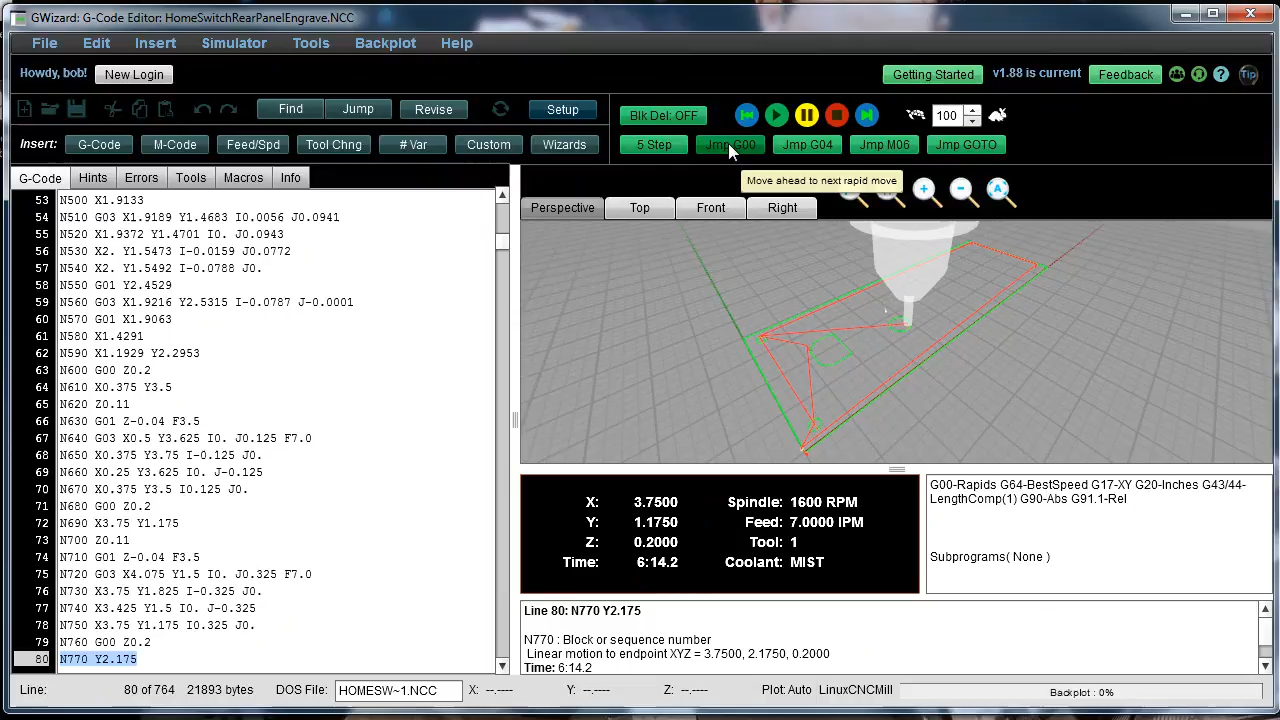 GWizard: G-Code Editor: HomeSwitchRearPanelEngrave.NCC
File Edit Insert Simulator Tools Backplot Help
Howdy, bob! New Login Getting Started v1.88 is current Feedback ? Tip
Find Jump Revise Setup Blk Del: OFF 100
Insert: G-Code M-Code Feed/Spd Tool Chng # Var Custom Wizards 5 Step Jmp G00 Jmp G04 Jmp M06 Jmp GOTO
G-Code Hints Errors Tools Macros Info
Move ahead to next rapid move
Perspective Top Front Right
53 N500 X1.9133
54 N510 G03 X1.9189 Y1.4683 I0.0056 J0.0941
55 N520 X1.9372 Y1.4701 I0. J0.0943
56 N530 X2. Y1.5473 I-0.0159 J0.0772
57 N540 X2. Y1.5492 I-0.0788 J0.
58 N550 G01 Y2.4529
59 N560 G03 X1.9216 Y2.5315 I-0.0787 J-0.0001
60 N570 G01 X1.9063
61 N580 X1.4291
62 N590 X1.1929 Y2.2953
63 N600 G00 Z0.2
64 N610 X0.375 Y3.5
65 N620 Z0.11
66 N630 G01 Z-0.04 F3.5
67 N640 G03 X0.5 Y3.625 I0. J0.125 F7.0
68 N650 X0.375 Y3.75 I-0.125 J0.
69 N660 X0.25 Y3.625 I0. J-0.125
70 N670 X0.375 Y3.5 I0.125 J0.
71 N680 G00 Z0.2
72 N690 X3.75 Y1.175
73 N700 Z0.11
74 N710 G01 Z-0.04 F3.5
75 N720 G03 X4.075 Y1.5 I0. J0.325 F7.0
76 N730 X3.75 Y1.825 I-0.325 J0.
77 N740 X3.425 Y1.5 I0. J-0.325
78 N750 X3.75 Y1.175 I0.325 J0.
79 N760 G00 Z0.2
80 N770 Y2.175
X: 3.7500 Spindle: 1600 RPM
Y: 1.1750 Feed: 7.0000 IPM
Z: 0.2000 Tool: 1
Time: 6:14.2 Coolant: MIST
G00-Rapids G64-BestSpeed G17-XY G20-Inches G43/44-
LengthComp(1) G90-Abs G91.1-Rel
Subprograms( None )
Line 80: N770 Y2.175
N770 : Block or sequence number
Linear motion to endpoint XYZ = 3.7500, 2.1750, 0.2000
Time: 6:14.2
Line: 80 of 764 21893 bytes DOS File: HOMESW~1.NCC X: --.---- Y: --.---- Z: --.---- Plot: Auto LinuxCNCMill Backplot : 0%